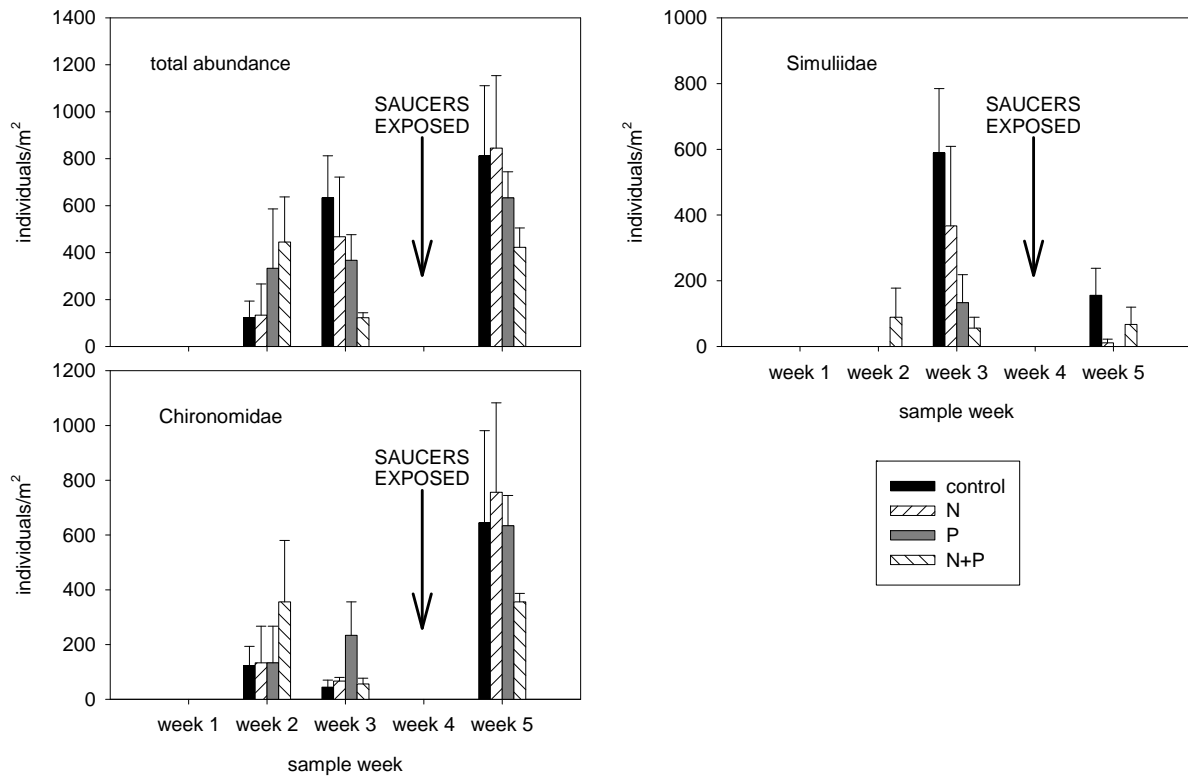 1400
1200
1000
800
600
400
200
0
individuals/m²
total abundance
SAUCERS
EXPOSED
1200
1000
800
600
400
200
0
individuals/m²
Chironomidae
SAUCERS
EXPOSED
week 1 week 2 week 3 week 4 week 5
sample week
1000
800
600
400
200
0
individuals/m²
Simuliidae
SAUCERS
EXPOSED
week 1 week 2 week 3 week 4 week 5
sample week
control
N
P
N+P